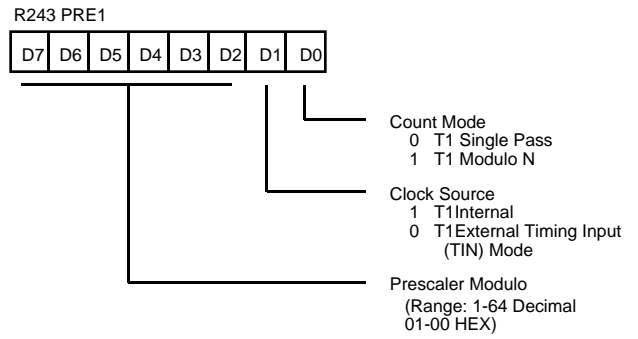 R243 PRE1
D7 D6 D5 D4 D3 D2 D1 D0
Count Mode
0 T1 Single Pass
1 T1 Modulo N
Clock Source
1 T1Internal
0 T1External Timing Input
(TIN) Mode
Prescaler Modulo
(Range: 1-64 Decimal
01-00 HEX)